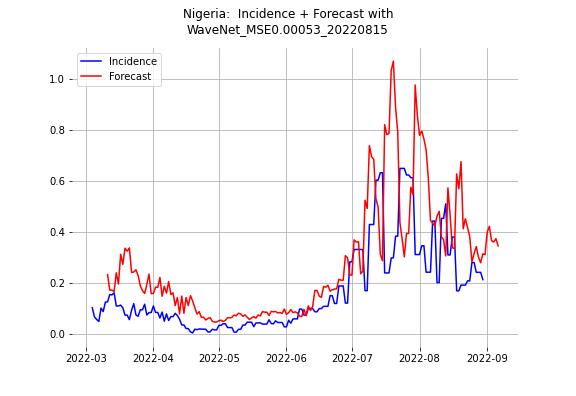 Nigeria:  Incidence + Forecast with
WaveNet_MSE0.00053_20220815
Incidence
Forecast
1.0
0.8
0.6
0.4
0.2
0.0
2022-03 2022-04 2022-05 2022-06 2022-07 2022-08 2022-09